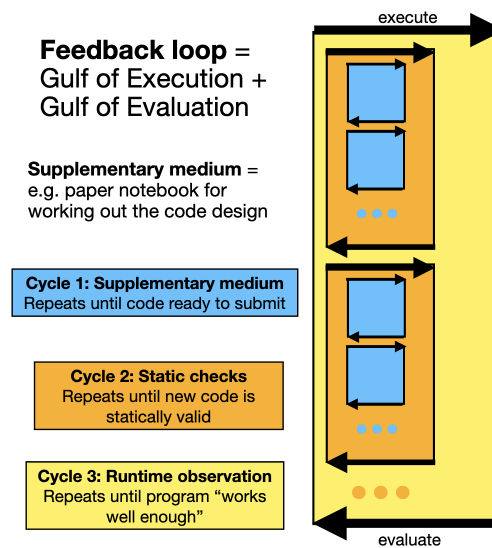 execute
Feedback loop =
Gulf of Execution +
Gulf of Evaluation
Supplementary medium =
e.g. paper notebook for
working out the code design
Cycle 1: Supplementary medium
Repeats until code ready to submit
Cycle 2: Static checks
Repeats until new code is
statically valid
Cycle 3: Runtime observation
Repeats until program “works
well enough”
evaluate